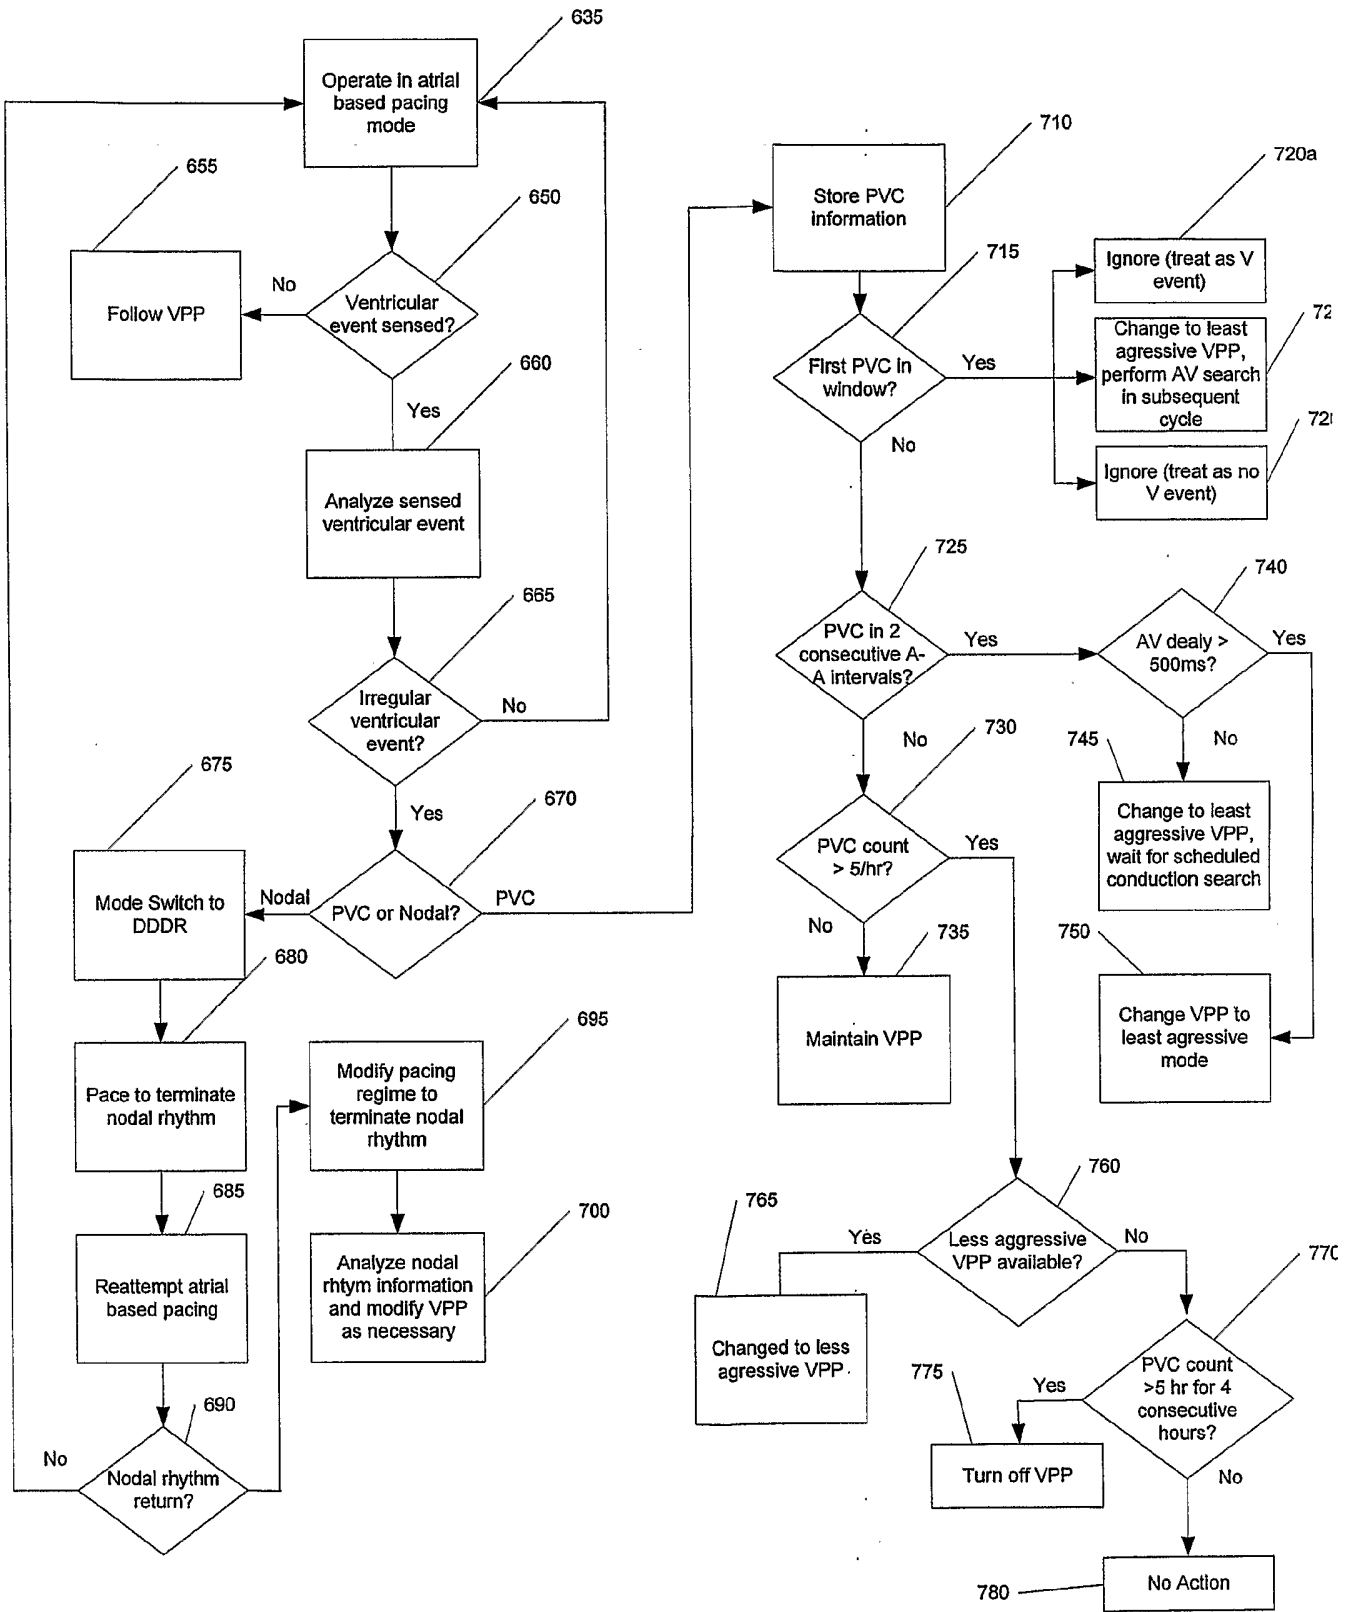 635
Operate in atrial
based pacing
mode
655
650
Follow VPP
No
Ventricular
event sensed?
660
Yes
Analyze sensed
ventricular event
665
Irregular
ventricular
event?
No
675
Yes
670
Mode Switch to
DDDR
Nodal
PVC or Nodal?
PVC
680
Pace to terminate
nodal rhythm
695
Modify pacing
regime to
terminate nodal
rhythm
685
Reattempt atrial
based pacing
700
Analyze nodal
rhtym information
and modify VPP
as necessary
690
No
Nodal rhythm
return?
710
Store PVC
information
720a
715
Ignore (treat as V
event)
First PVC in
window?
Yes
72
Change to least
agressive VPP,
perform AV search
in subsequent
cycle
No
72
Ignore (treat as no
V event)
725
PVC in 2
consecutive A-
A intervals?
Yes
740
AV dealy >
500ms?
Yes
No
730
No
745
Change to least
aggressive VPP,
wait for scheduled
conduction search
PVC count
> 5/hr?
Yes
No
735
Maintain VPP
750
Change VPP to
least agressive
mode
760
765
Yes
Less aggressive
VPP available?
No
770
Changed to less
agressive VPP
775
Yes
PVC count
>5 hr for 4
consecutive
hours?
Turn off VPP
No
780
No Action